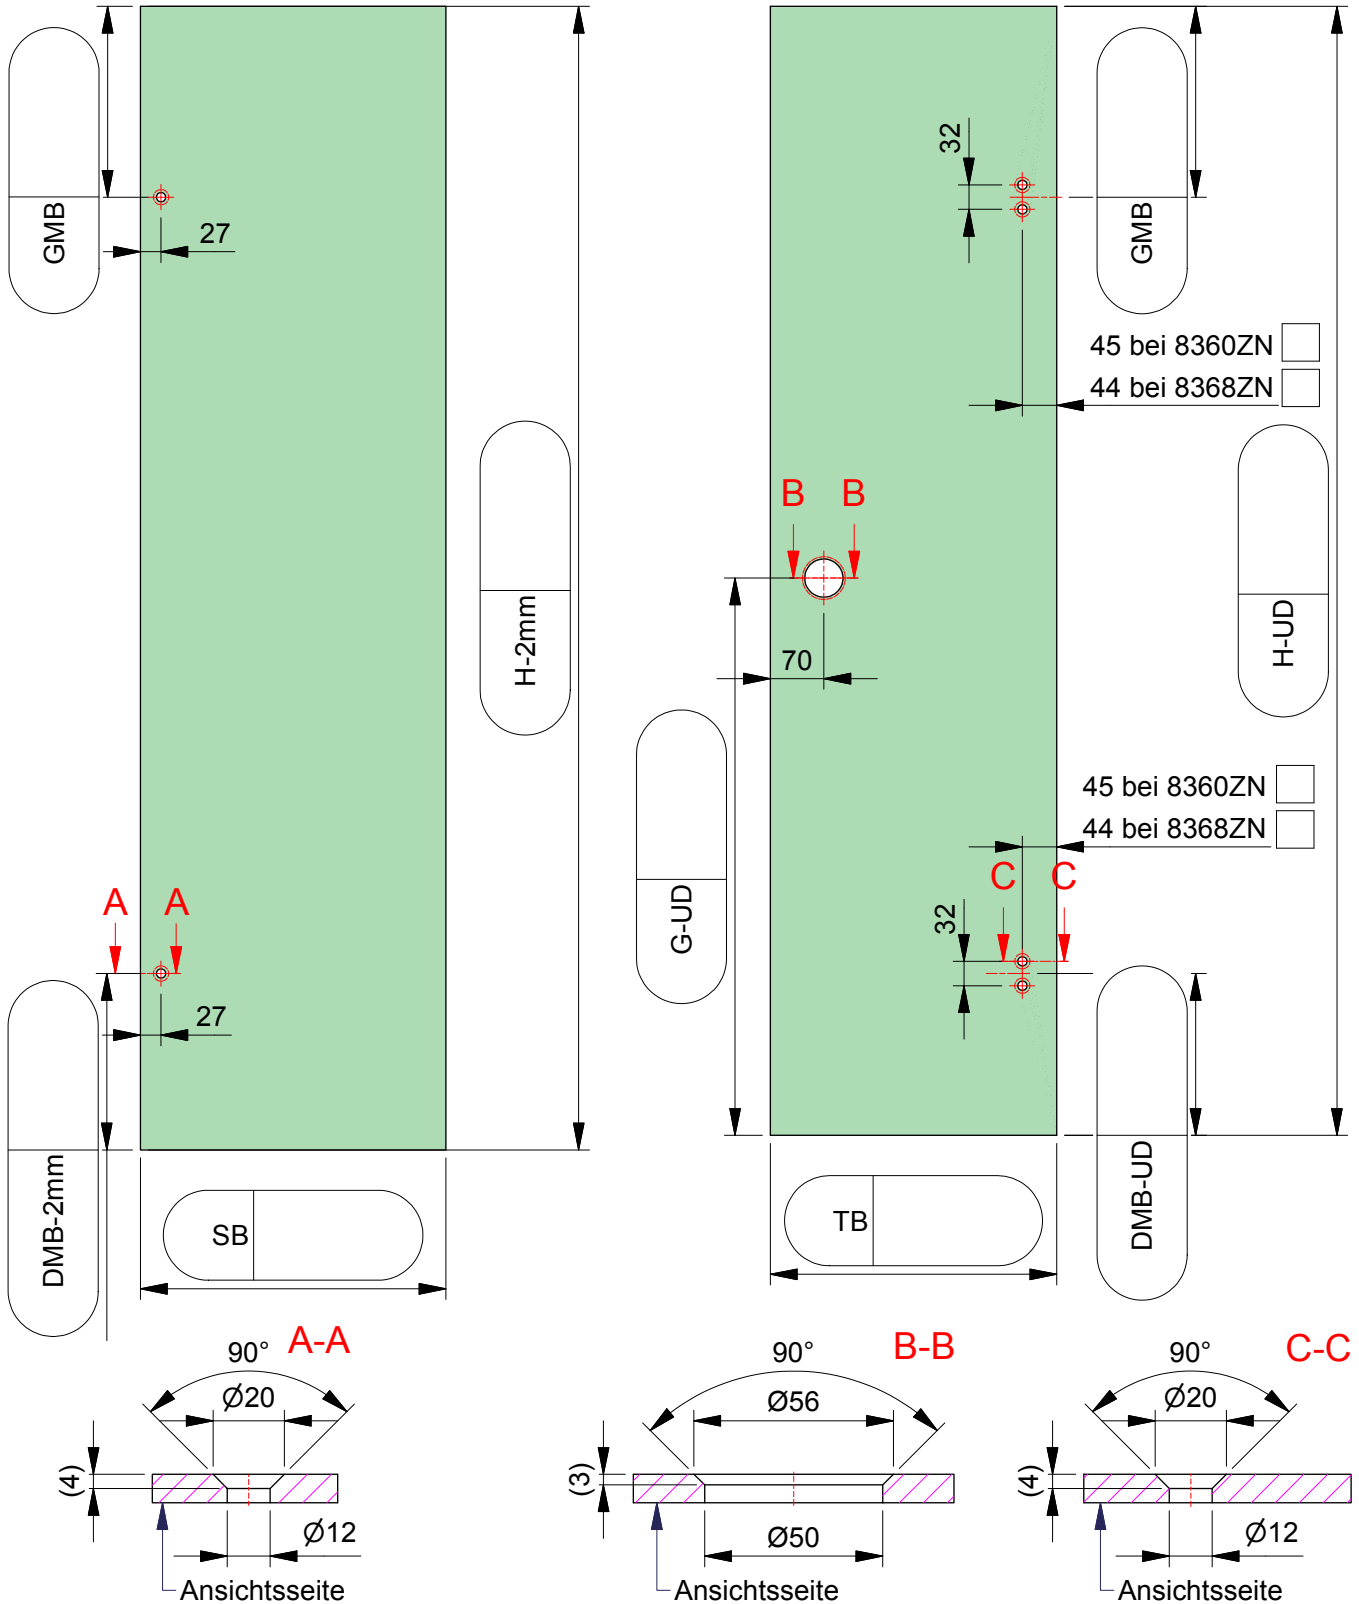 GMB
27
H-2mm
A A
27
DMB-2mm
SB
32
GMB
45 bei 8360ZN
44 bei 8368ZN
B B
70
H-UD
G-UD
45 bei 8360ZN
44 bei 8368ZN
C C
32
DMB-UD
TB
A-A
90°
Ø20
(4)
Ø12
Ansichtsseite
B-B
90°
Ø56
(3)
Ø50
Ansichtsseite
C-C
90°
Ø20
(4)
Ø12
Ansichtsseite